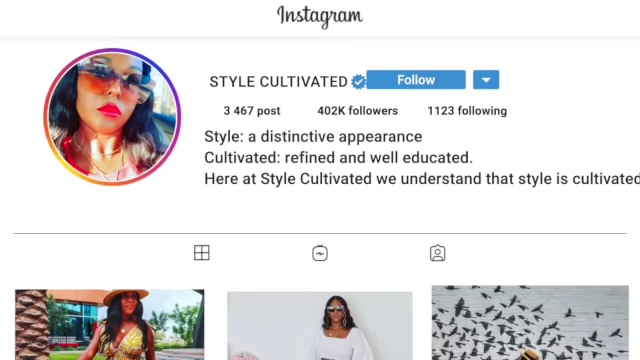 Instagram
STYLE CULTIVATED
Follow
3 467 post 402K followers 1123 following
Style: a distinctive appearance
Cultivated: refined and well educated.
Here at Style Cultivated we understand that style is cultivated